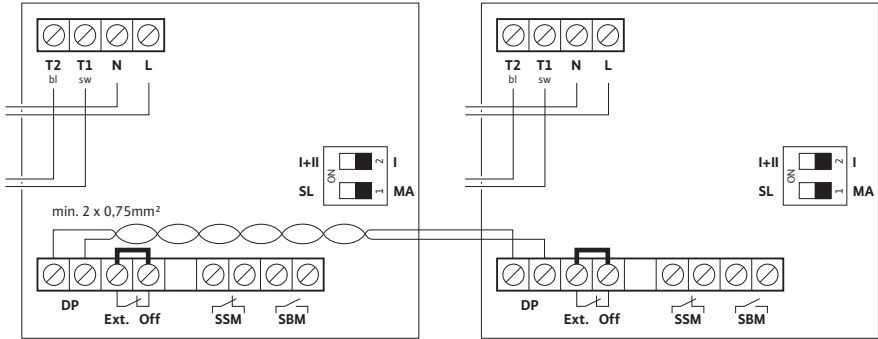 T2 T1 N L
bl sw
I+II ON 2 I
SL 1 MA
min. 2 x 0,75mm²
DP
Ext. Off SSM SBM
T2 T1 N L
bl sw
I+II ON 2 I
SL 1 MA
DP
Ext. Off SSM SBM